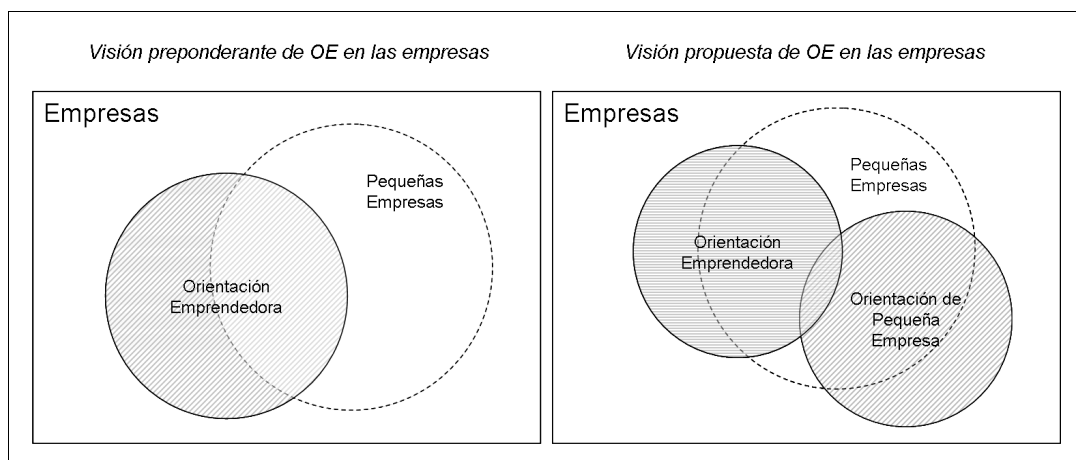 Visión preponderante de OE en las empresas
Empresas
Pequeñas
Empresas
Orientación
Emprendedora
Visión propuesta de OE en las empresas
Empresas
Pequeñas
Empresas
Orientación
Emprendedora
Orientación de
Pequeña
Empresa